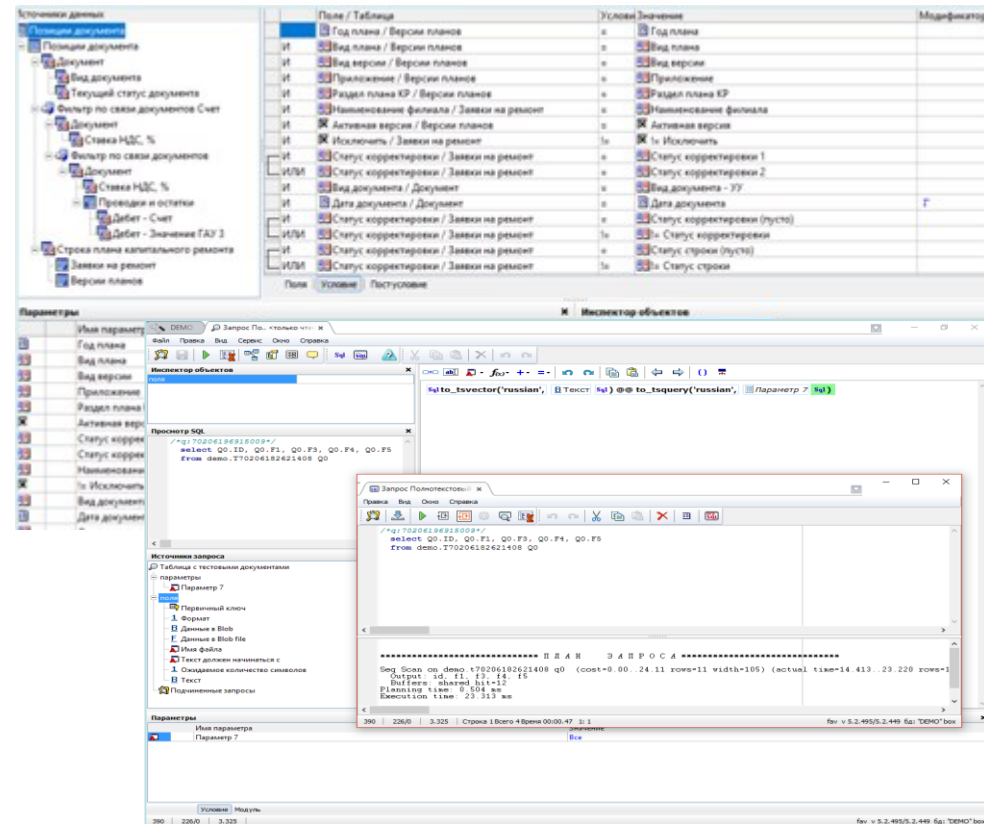 Источники данных
Позиции документа
Позиции документа
Документ
Вид документа
Текущий статус документа
Фильтр по связи документов Счет
Документ
Ставка НДС, %
Фильтр по связи документов
Документ
Ставка НДС, %
Проводки и остатки
Дебет - Счет
Дебет - Значение ГАУ 3
Строка плана капитального ремонта
Заявки на ремонт
Версии планов
Поле / Таблица Услови Значение Модификатор
Год плана / Версии планов = Год плана
И Вид плана / Версии планов = Вид плана
И Вид версии / Версии планов = Вид версии
И Приложение / Версии планов = Приложение
И Раздел плана КР / Версии планов = Раздел плана КР
И Наименование филиала / Заявки на ремонт = Наименование филиала
И Активная версия / Версии планов = Активная версия
И Исключить / Заявки на ремонт != != Исключить
И Статус корректировки / Заявки на ремонт = Статус корректировки 1
ИЛИ Статус корректировки / Заявки на ремонт = Статус корректировки 2
И Вид документа / Документ = Вид документа - УУ
И Дата документа / Документ = Дата документа Г
И Статус корректировки / Заявки на ремонт = Статус корректировки (пусто)
ИЛИ Статус корректировки / Заявки на ремонт != != Статус корректировки
И Статус корректировки / Заявки на ремонт = Статус строки (пусто)
ИЛИ Статус корректировки / Заявки на ремонт != != Статус строки
Поля Условие Постусловие
Параметры
Инспектор объектов
Имя параметр
Год плана
Вид плана
Вид версии
Приложение
Раздел плана
Активная верс
Статус коррек
Статус коррек
Наименовани
!= Исключить
Вид документ
Дата документ
DEMO Запрос По.. <только чт
Файл Правка Вид Сервис Окно Справка
Инспектор объектов
поле
Просмотр SQL
/*q:70206196915009*/
select Q0.ID, Q0.F1, Q0.F3, Q0.F4, Q0.F5
from demo.T70206182621408 Q0
Sql to_tsvector('russian', Текст Sql ) @@ to_tsquery('russian', Параметр 7 Sql )
Источники запроса
Таблица с тестовыми документами
параметры
Параметр 7
поля
Первичный ключ
Формат
Данные в Blob
Данные в Blob file
Имя файла
Текст должен начинаться с
Ожидаемое количество символов
Текст
Подчиненные запросы
Запрос Полнотекстовый
Правка Вид Окно Справка
/*q:70206196915009*/
select Q0.ID, Q0.F1, Q0.F3, Q0.F4, Q0.F5
from demo.T70206182621408 Q0
П Л А Н З А П Р О С А
Seq Scan on demo.t70206182621408 q0 (cost=0.00..24.11 rows=11 width=105) (actual time=14.413..23.220 rows=1
Output: id, f1, f3, f4, f5
Buffers: shared hit=12
Planning time: 0.504 ms
Execution time: 23.313 ms
390 226/0 3.325 Строка 1 Всего 4 Время 00:00.47 1: 1 fav v 5.2.495/5.2.449 бд: "DEMO" box
Параметры
Имя параметра Значение
Параметр 7 Все
Условие Модуль
390 226/0 3.325 fav v 5.2.495/5.2.449 бд: "DEMO" box